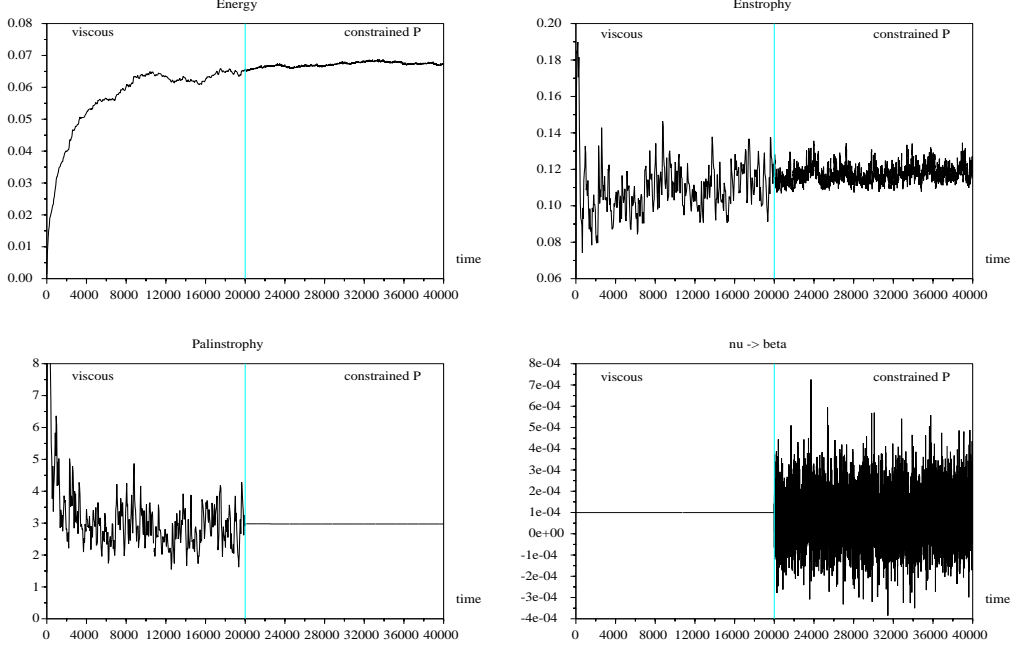 Energy
0.08
0.07
0.06
0.05
0.04
0.03
0.02
0.01
0.00
viscous
constrained P
time
0 4000 8000 12000 16000 20000 24000 28000 32000 36000 40000
Enstrophy
0.20
0.18
0.16
0.14
0.12
0.10
0.08
0.06
viscous
constrained P
time
0 4000 8000 12000 16000 20000 24000 28000 32000 36000 40000
Palinstrophy
8
7
6
5
4
3
2
1
0
viscous
constrained P
time
0 4000 8000 12000 16000 20000 24000 28000 32000 36000 40000
nu -> beta
8e-04
7e-04
6e-04
5e-04
4e-04
3e-04
2e-04
1e-04
0e+00
-1e-04
-2e-04
-3e-04
-4e-04
viscous
constrained P
time
0 4000 8000 12000 16000 20000 24000 28000 32000 36000 40000